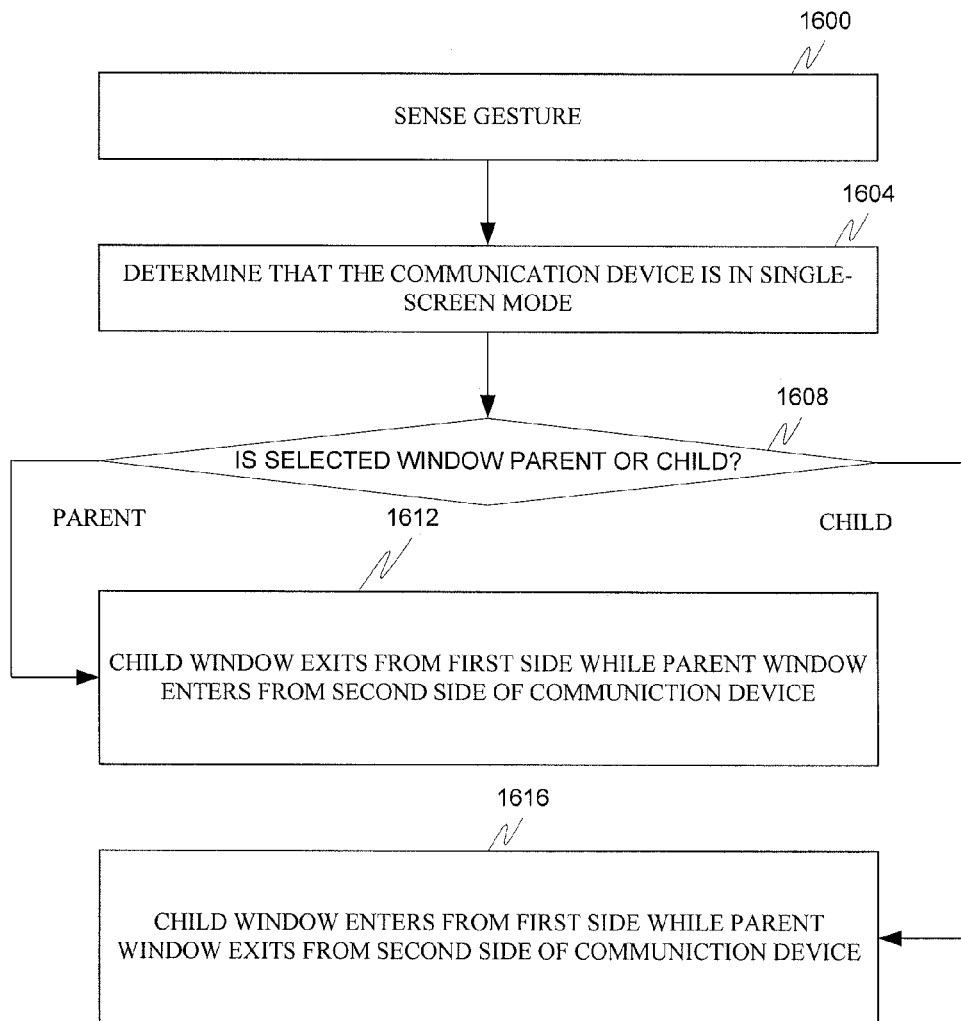 1600
SENSE GESTURE
1604
DETERMINE THAT THE COMMUNICATION DEVICE IS IN SINGLE-
SCREEN MODE
1608
IS SELECTED WINDOW PARENT OR CHILD?
PARENT
CHILD
1612
CHILD WINDOW EXITS FROM FIRST SIDE WHILE PARENT WINDOW
ENTERS FROM SECOND SIDE OF COMMUNICTION DEVICE
1616
CHILD WINDOW ENTERS FROM FIRST SIDE WHILE PARENT
WINDOW EXITS FROM SECOND SIDE OF COMMUNICTION DEVICE